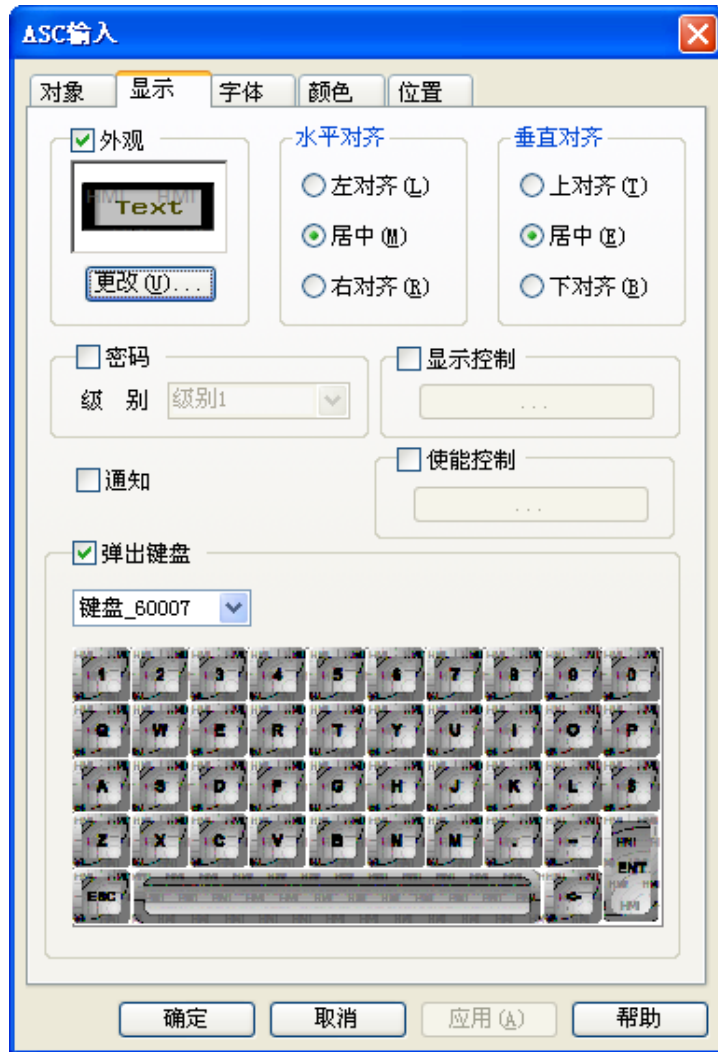 ASC输入
对象 显示 字体 颜色 位置
外观
Text
更改(U)...
水平对齐
左对齐(L)
居中(M)
右对齐(R)
垂直对齐
上对齐(T)
居中(E)
下对齐(B)
密码
级 别 级别1
显示控制
...
通知
使能控制
...
弹出键盘
键盘_60007
1 2 3 4 5 6 7 8 9 0
Q W E R T Y U I O P
A S D F G H J K L
Z X C V B N M . - ENT
ESC <-
确定 取消 应用(A) 帮助